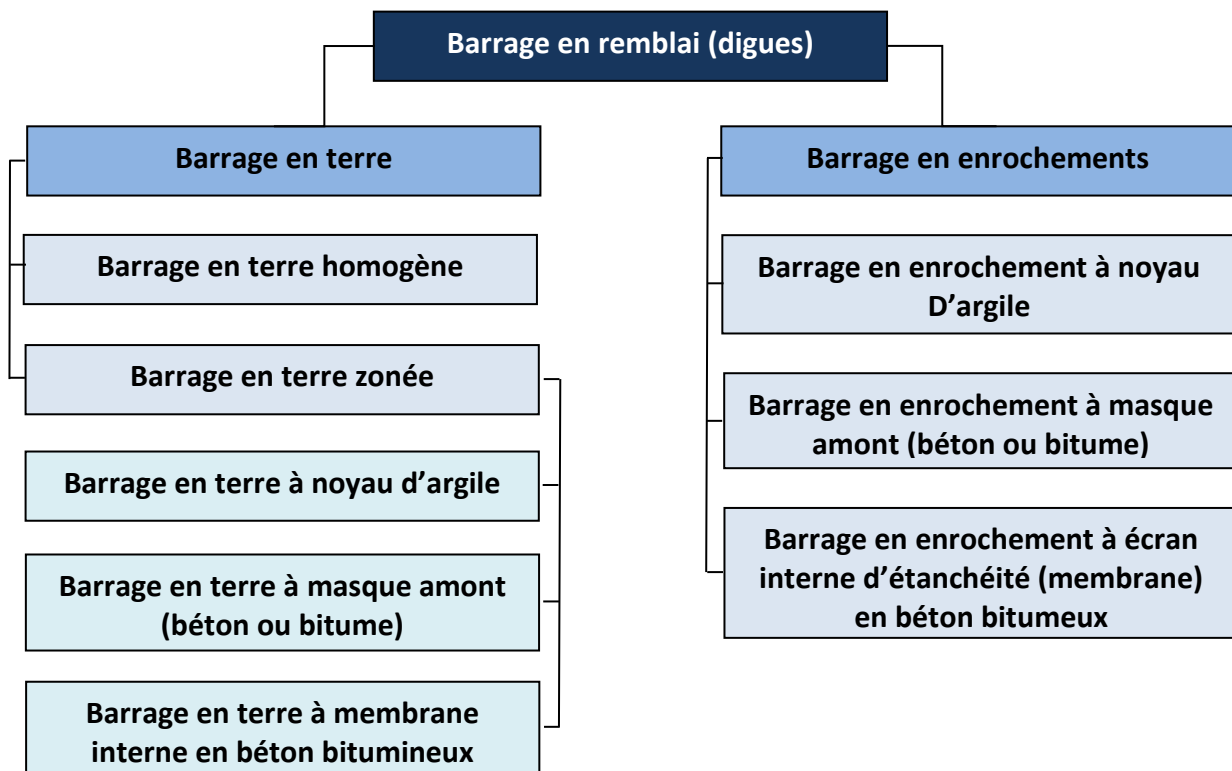 Barrage en remblai (digues)
Barrage en terre
Barrage en terre homogène
Barrage en terre zonée
Barrage en terre à noyau d’argile
Barrage en terre à masque amont
(béton ou bitume)
Barrage en terre à membrane
interne en béton bitumineux
Barrage en enrochements
Barrage en enrochement à noyau
D’argile
Barrage en enrochement à masque
amont (béton ou bitume)
Barrage en enrochement à écran
interne d’étanchéité (membrane)
en béton bitumeux